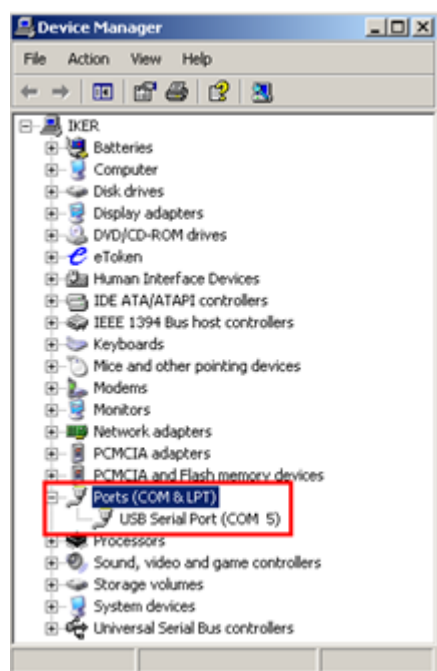 Device Manager
File Action View Help
IKER
Batteries
Computer
Disk drives
Display adapters
DVD/CD-ROM drives
eToken
Human Interface Devices
IDE ATA/ATAPI controllers
IEEE 1394 Bus host controllers
Keyboards
Mice and other pointing devices
Modems
Monitors
Network adapters
PCMCIA adapters
PCMCIA and Flash memory devices
Ports (COM & LPT)
USB Serial Port (COM 5)
Processors
Sound, video and game controllers
Storage volumes
System devices
Universal Serial Bus controllers